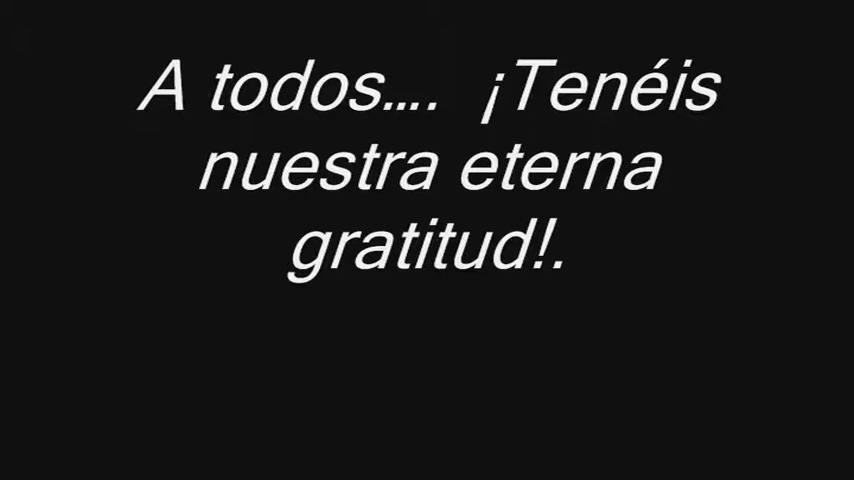 A todos....  ¡Tenéis
nuestra eterna
gratitud!.